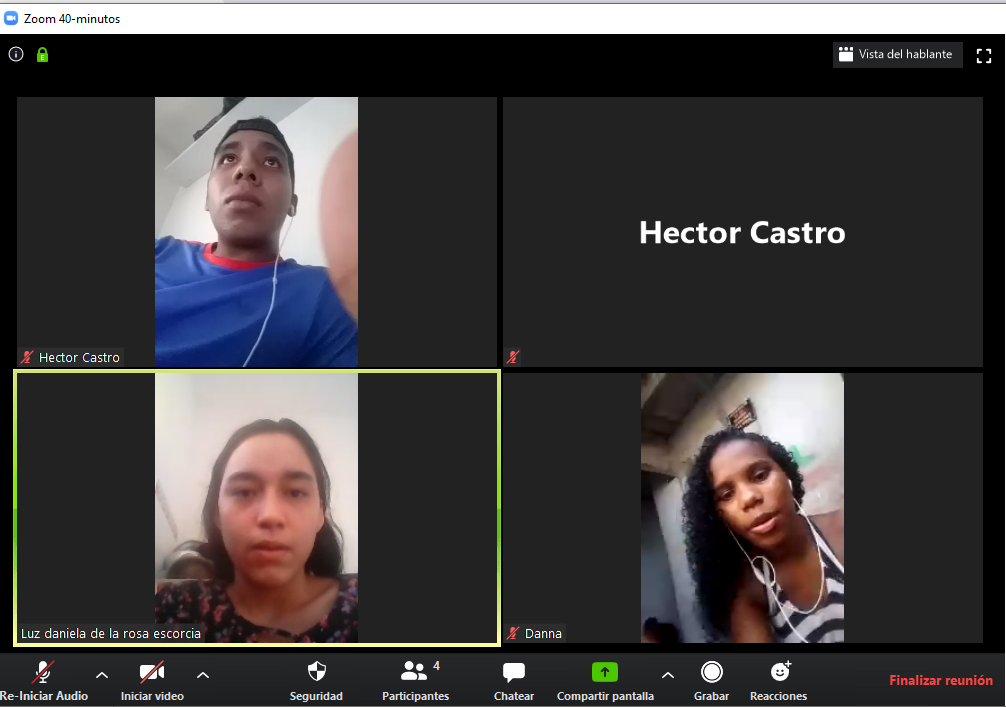 Zoom 40-minutos
Vista del hablante
Hector Castro
Hector Castro
Luz daniela de la rosa escorcia
Danna
4
Re-Iniciar Audio
Iniciar video
Seguridad
Participantes
Chatear
Compartir pantalla
Grabar
Reacciones
Finalizar reunión